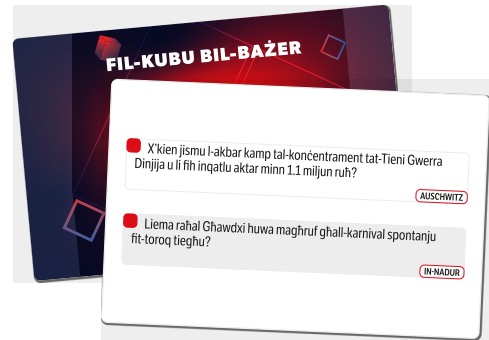 FIL-KUBU BIL-BAŻER
X'kien jismu l-akbar kamp tal-konċentrament tat-Tieni Gwerra
Dinjija u li fih inqatlu aktar minn 1.1 miljun ruħ?
AUSCHWITZ
Liema raħal Għawdxi huwa magħruf għall-karnival spontanju
fit-toroq tiegħu?
IN-NADUR